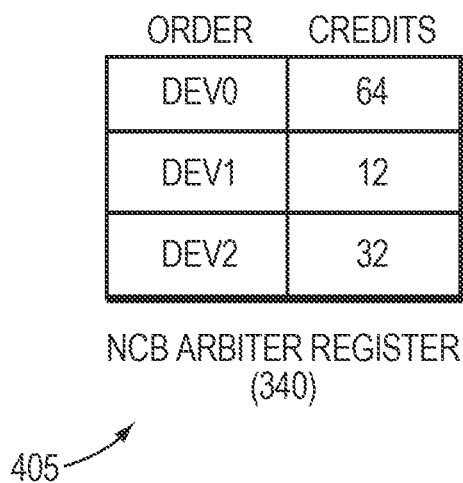 ORDER CREDITS
DEV0 64
DEV1 12
DEV2 32
NCB ARBITER REGISTER
(340)
405